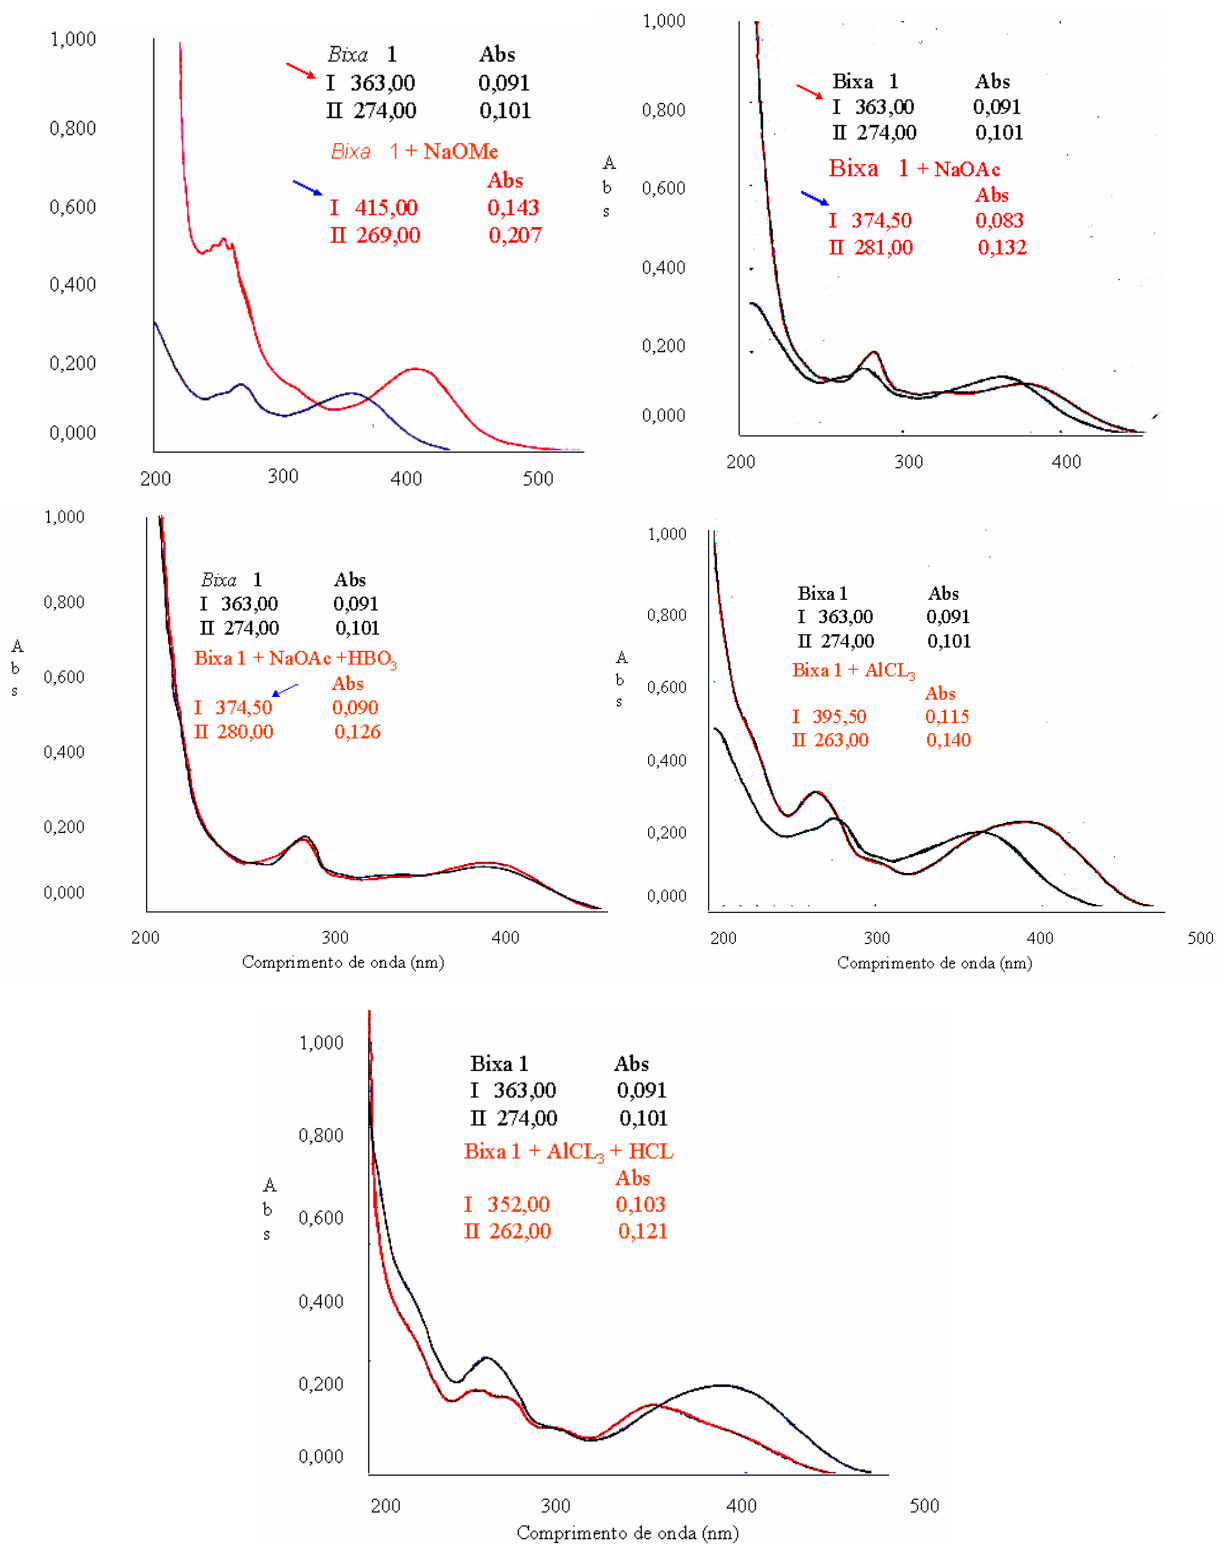 1,000
0,800
0,600
0,400
0,200
0,000
200 300 400 500
Bixa 1 Abs
I 363,00 0,091
II 274,00 0,101
Bixa 1 + NaOMe
Abs
I 415,00 0,143
II 269,00 0,207
1,000
0,800
0,600
0,400
0,200
0,000
A
b
s
200 300 400
Bixa 1 Abs
I 363,00 0,091
II 274,00 0,101
Bixa 1 + NaOAc
Abs
I 374,50 0,083
II 281,00 0,132
1,000
0,800
0,600
0,400
0,200
0,000
A
b
s
Bixa 1 Abs
I 363,00 0,091
II 274,00 0,101
Bixa 1 + NaOAc +HBO3
Abs
I 374,50 0,090
II 280,00 0,126
200 300 400
Comprimento de onda (nm)
1,000
0,800
0,600
0,400
0,200
0,000
A
b
s
Bixa 1 Abs
I 363,00 0,091
II 274,00 0,101
Bixa 1 + AlCL3
Abs
I 395,50 0,115
II 263,00 0,140
200 300 400 500
Comprimento de onda (nm)
1,000
0,800
0,600
0,400
0,200
0,000
A
b
s
Bixa 1 Abs
I 363,00 0,091
II 274,00 0,101
Bixa 1 + AlCL3 + HCL
Abs
I 352,00 0,103
II 262,00 0,121
200 300 400 500
Comprimento de onda (nm)